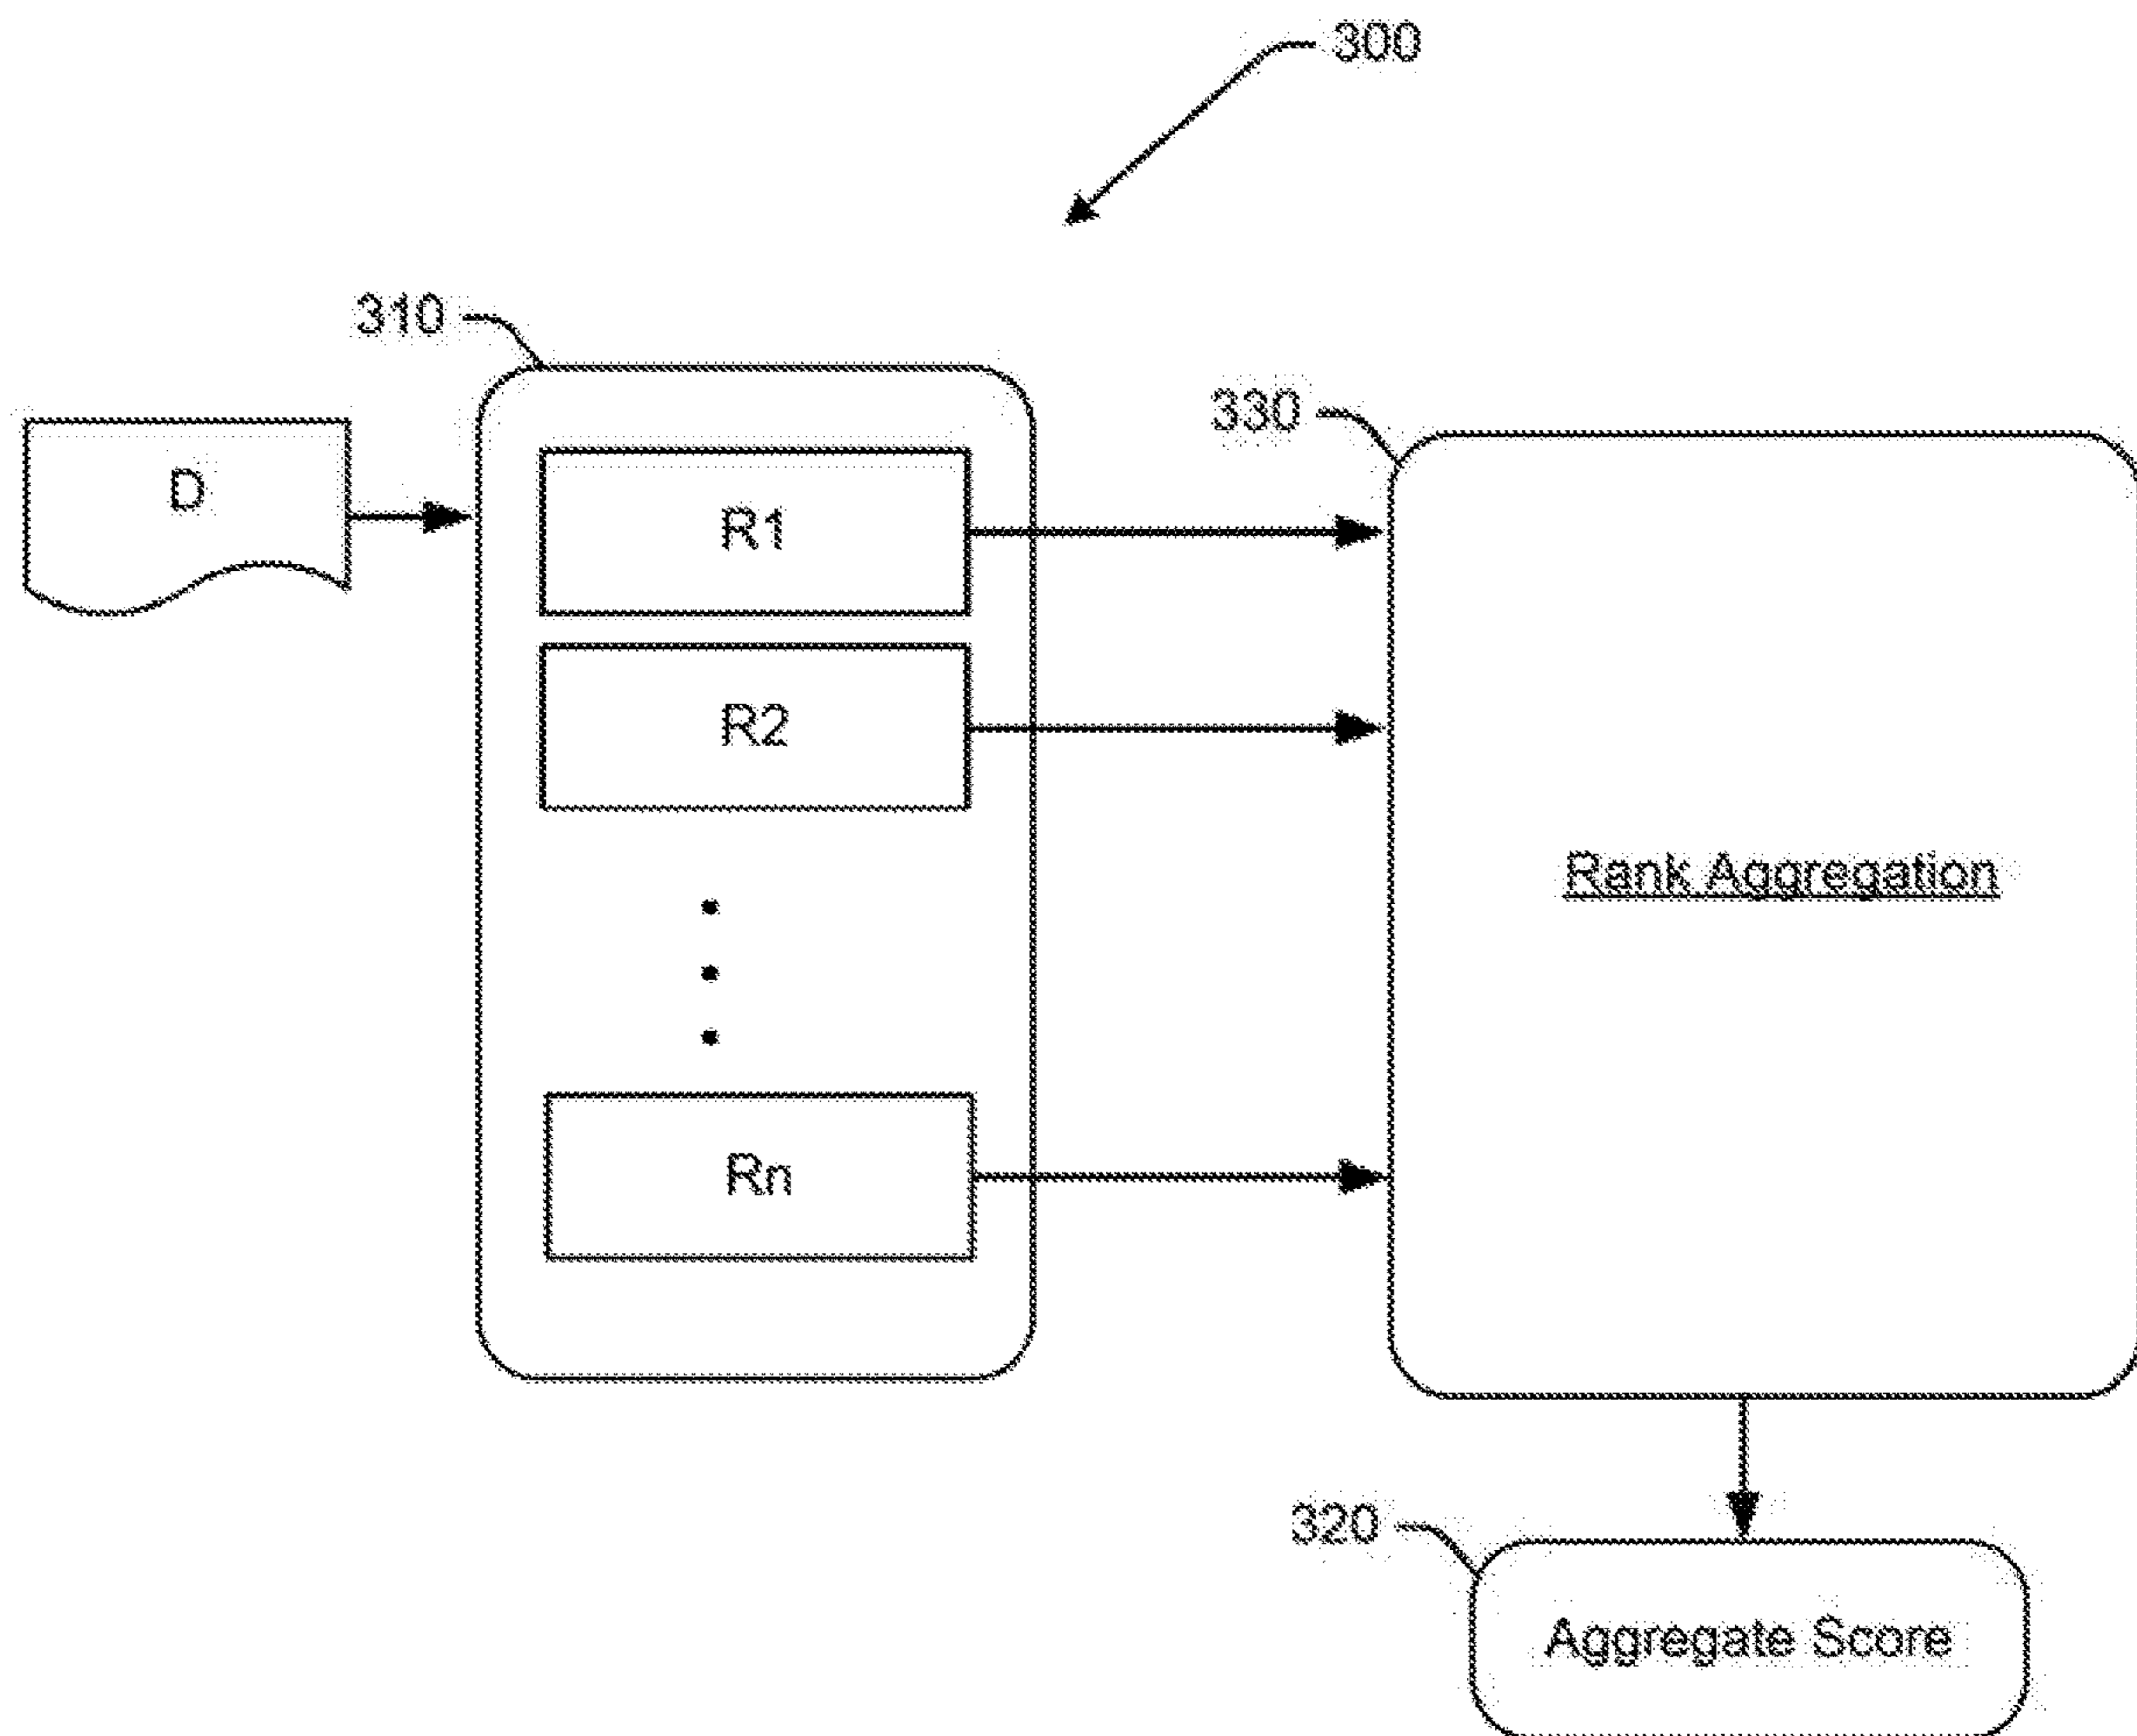 300
310
330
D
R1
R2
Rank Aggregation
Rn
320
Aggregate Score